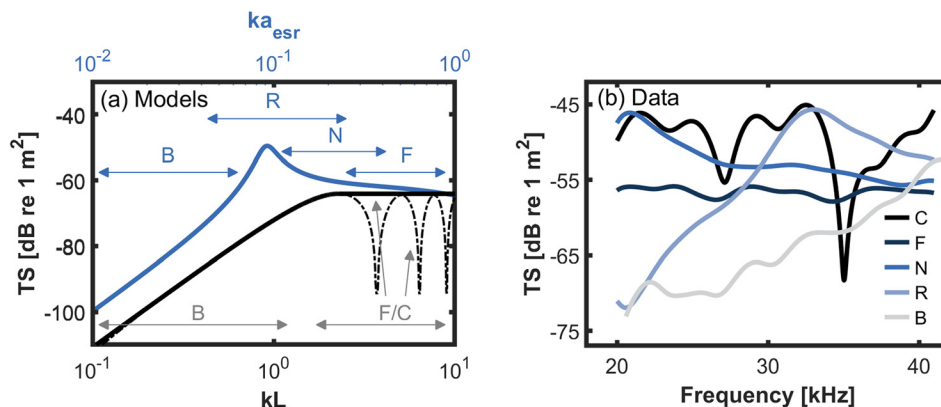 ka_esr
10^-2 10^-1 10^0
(a) Models
R
N
B
F
B
F/C
-40
-60
-80
-100
TS [dB re 1 m^2]
10^-1 10^0 10^1
kL
(b) Data
-45
-55
-65
-75
TS [dB re 1 m^2]
C
F
N
R
B
20 30 40
Frequency [kHz]